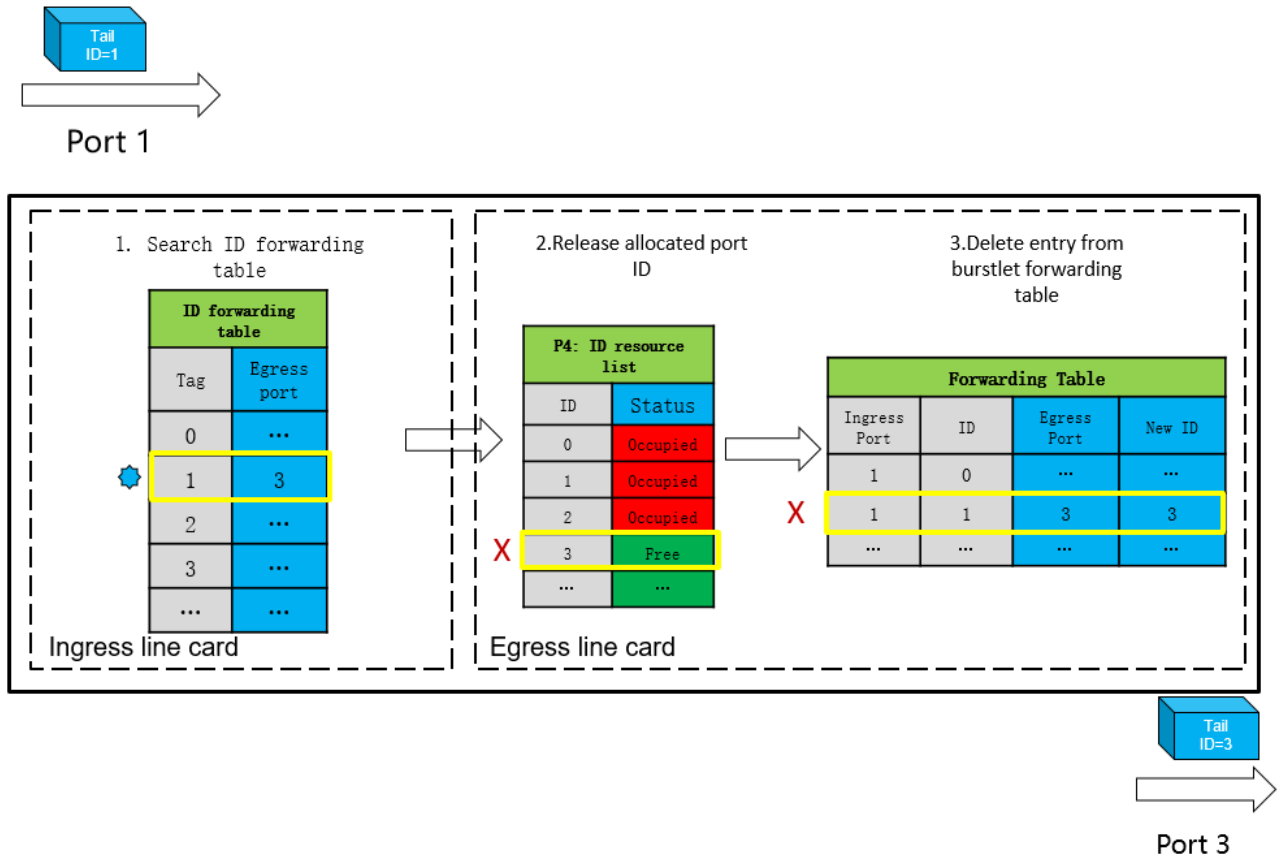 Tail
ID=1
Port 1
1. Search ID forwarding
table
ID forwarding
table
Tag
Egress
port
0
...
1
3
2
...
3
...
...
...
Ingress line card
2.Release allocated port
ID
P4: ID resource
list
ID
Status
0
Occupied
1
Occupied
2
Occupied
X
3
Free
...
...
Egress line card
3.Delete entry from
burstlet forwarding
table
Forwarding Table
Ingress
Port
ID
Egress
Port
New ID
1
0
...
...
X
1
1
3
3
...
...
...
...
Tail
ID=3
Port 3